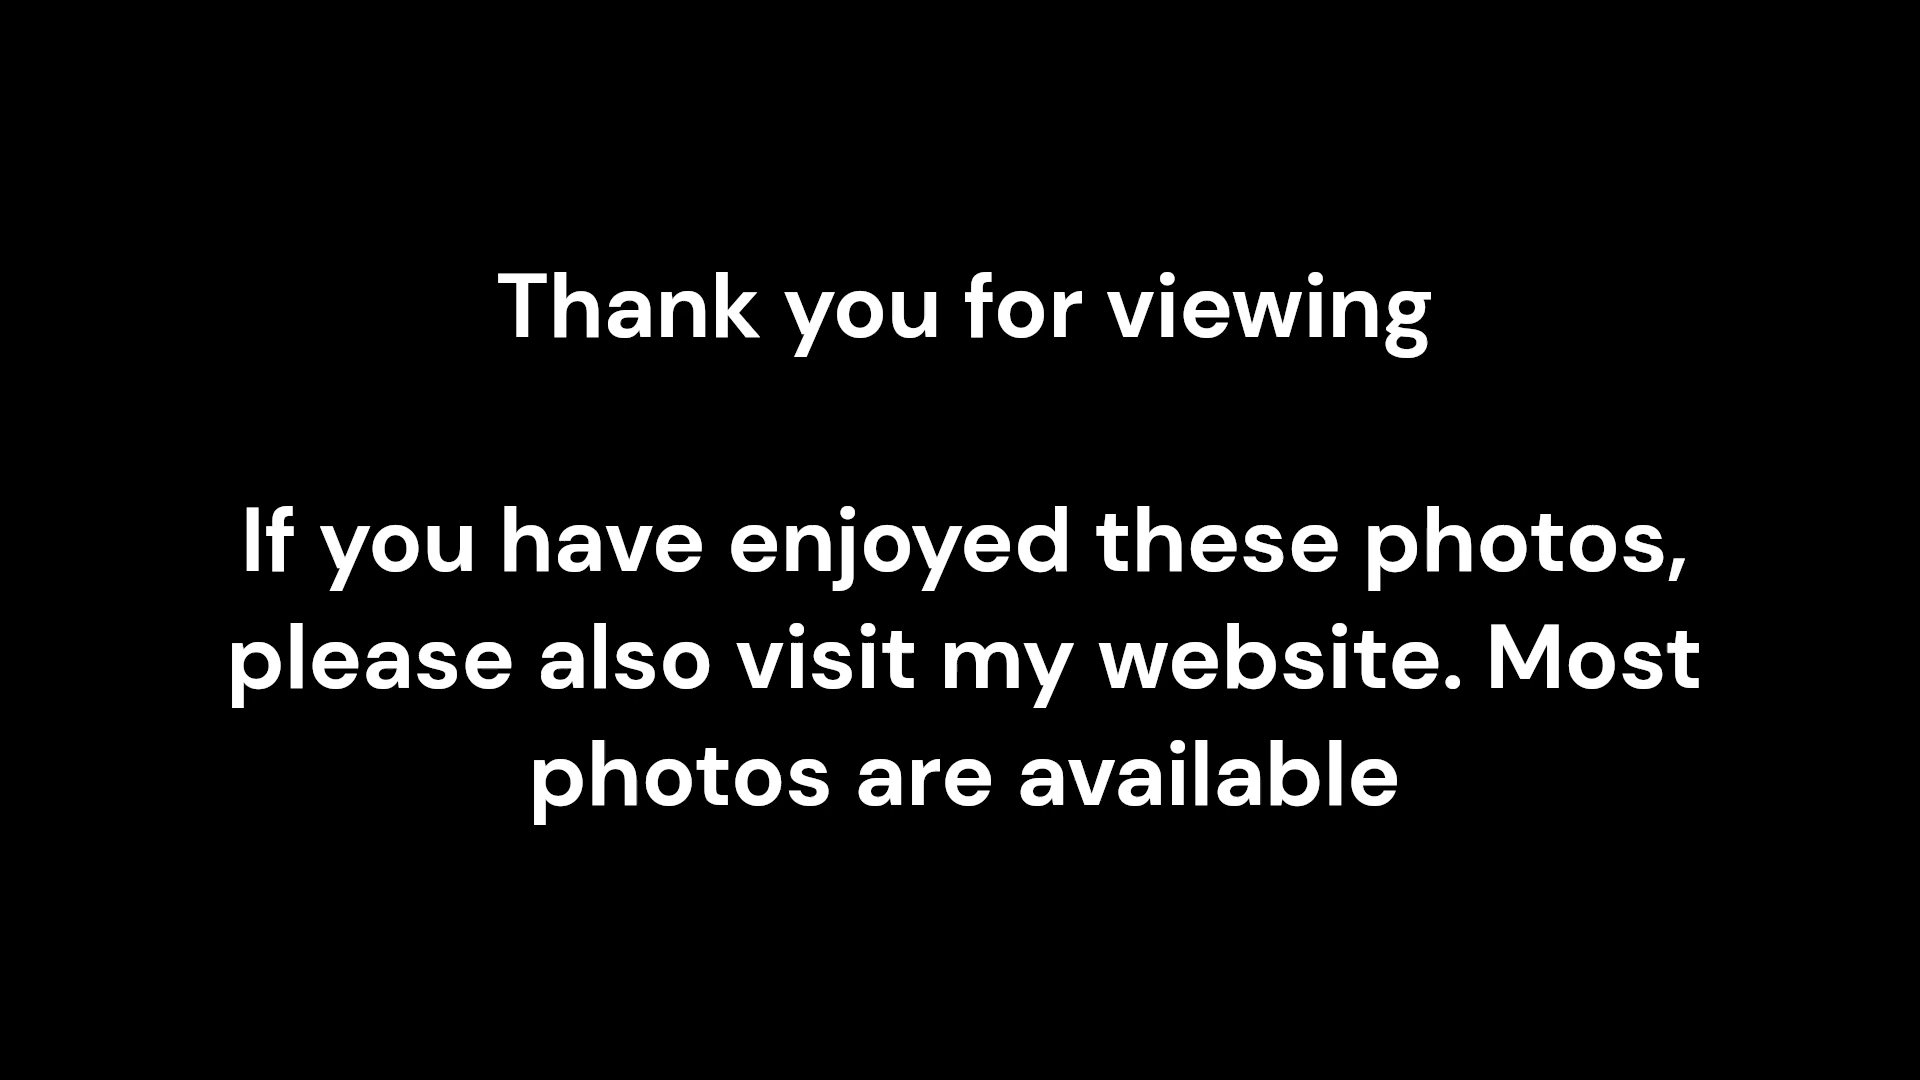 Thank you for viewing
If you have enjoyed these photos,
please also visit my website. Most
photos are available